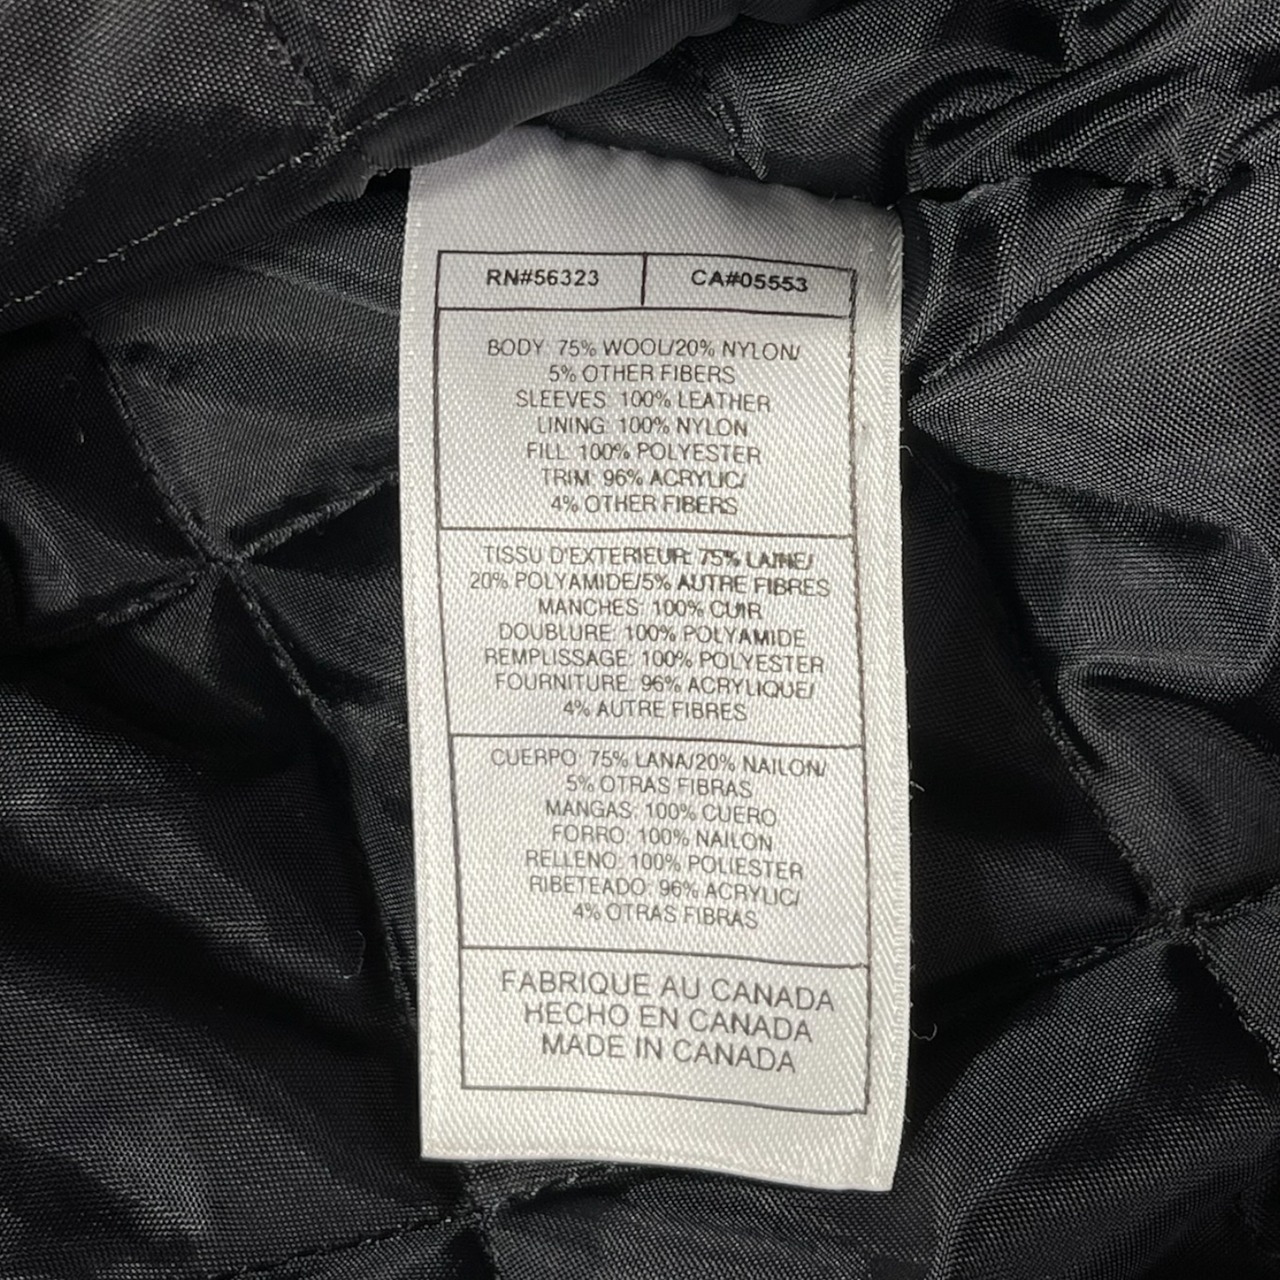 RN#56323 CA#05553
BODY: 75% WOOL/20% NYLON/
5% OTHER FIBERS
SLEEVES: 100% LEATHER
LINING: 100% NYLON
FILL: 100% POLYESTER
TRIM: 96% ACRYLIC/
4% OTHER FIBERS
TISSU D'EXTERIEUR: 75% LAINE/
20% POLYAMIDE/5% AUTRE FIBRES
MANCHES: 100% CUIR
DOUBLURE: 100% POLYAMIDE
REMPLISSAGE: 100% POLYESTER
FOURNITURE: 96% ACRYLIQUE/
4% AUTRE FIBRES
CUERPO: 75% LANA/20% NAILON/
5% OTRAS FIBRAS
MANGAS: 100% CUERO
FORRO: 100% NAILON
RELLENO: 100% POLIESTER
RIBETEADO: 96% ACRYLIC/
4% OTRAS FIBRAS
FABRIQUE AU CANADA
HECHO EN CANADA
MADE IN CANADA